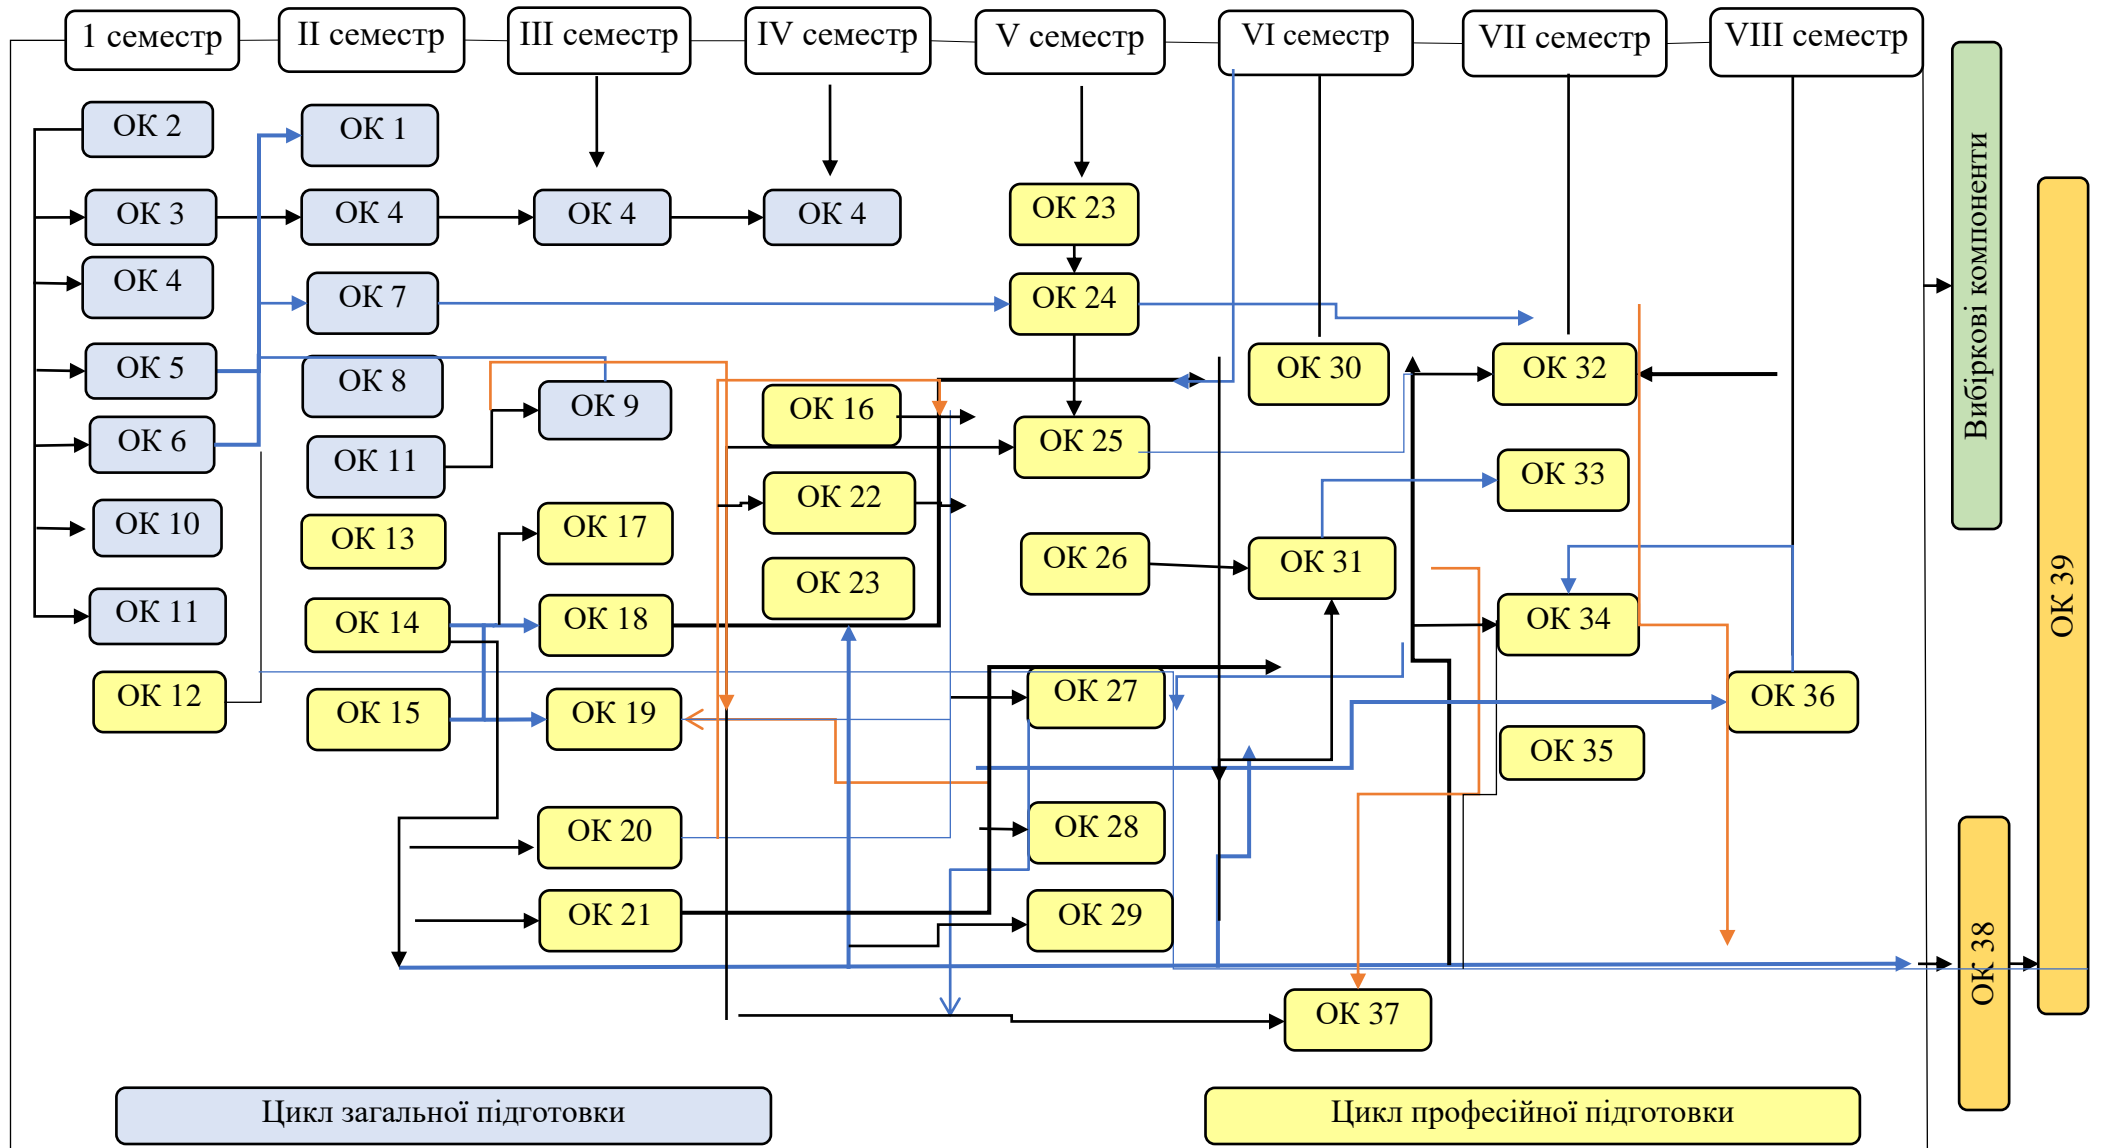 1 семестр
II семестр
III семестр
IV семестр
V семестр
VI семестр
VII семестр
VIII семестр
ОК 2
ОК 3
ОК 4
ОК 5
ОК 6
ОК 10
ОК 11
ОК 12
ОК 1
ОК 4
ОК 7
ОК 8
ОК 11
ОК 13
ОК 14
ОК 15
ОК 4
ОК 9
ОК 17
ОК 18
ОК 19
ОК 20
ОК 21
ОК 4
ОК 16
ОК 22
ОК 23
ОК 23
ОК 24
ОК 25
ОК 26
ОК 27
ОК 28
ОК 29
ОК 30
ОК 31
ОК 37
ОК 32
ОК 33
ОК 34
ОК 35
ОК 36
Вибіркові компоненти
ОК 38
ОК 39
Цикл загальної підготовки
Цикл професійної підготовки